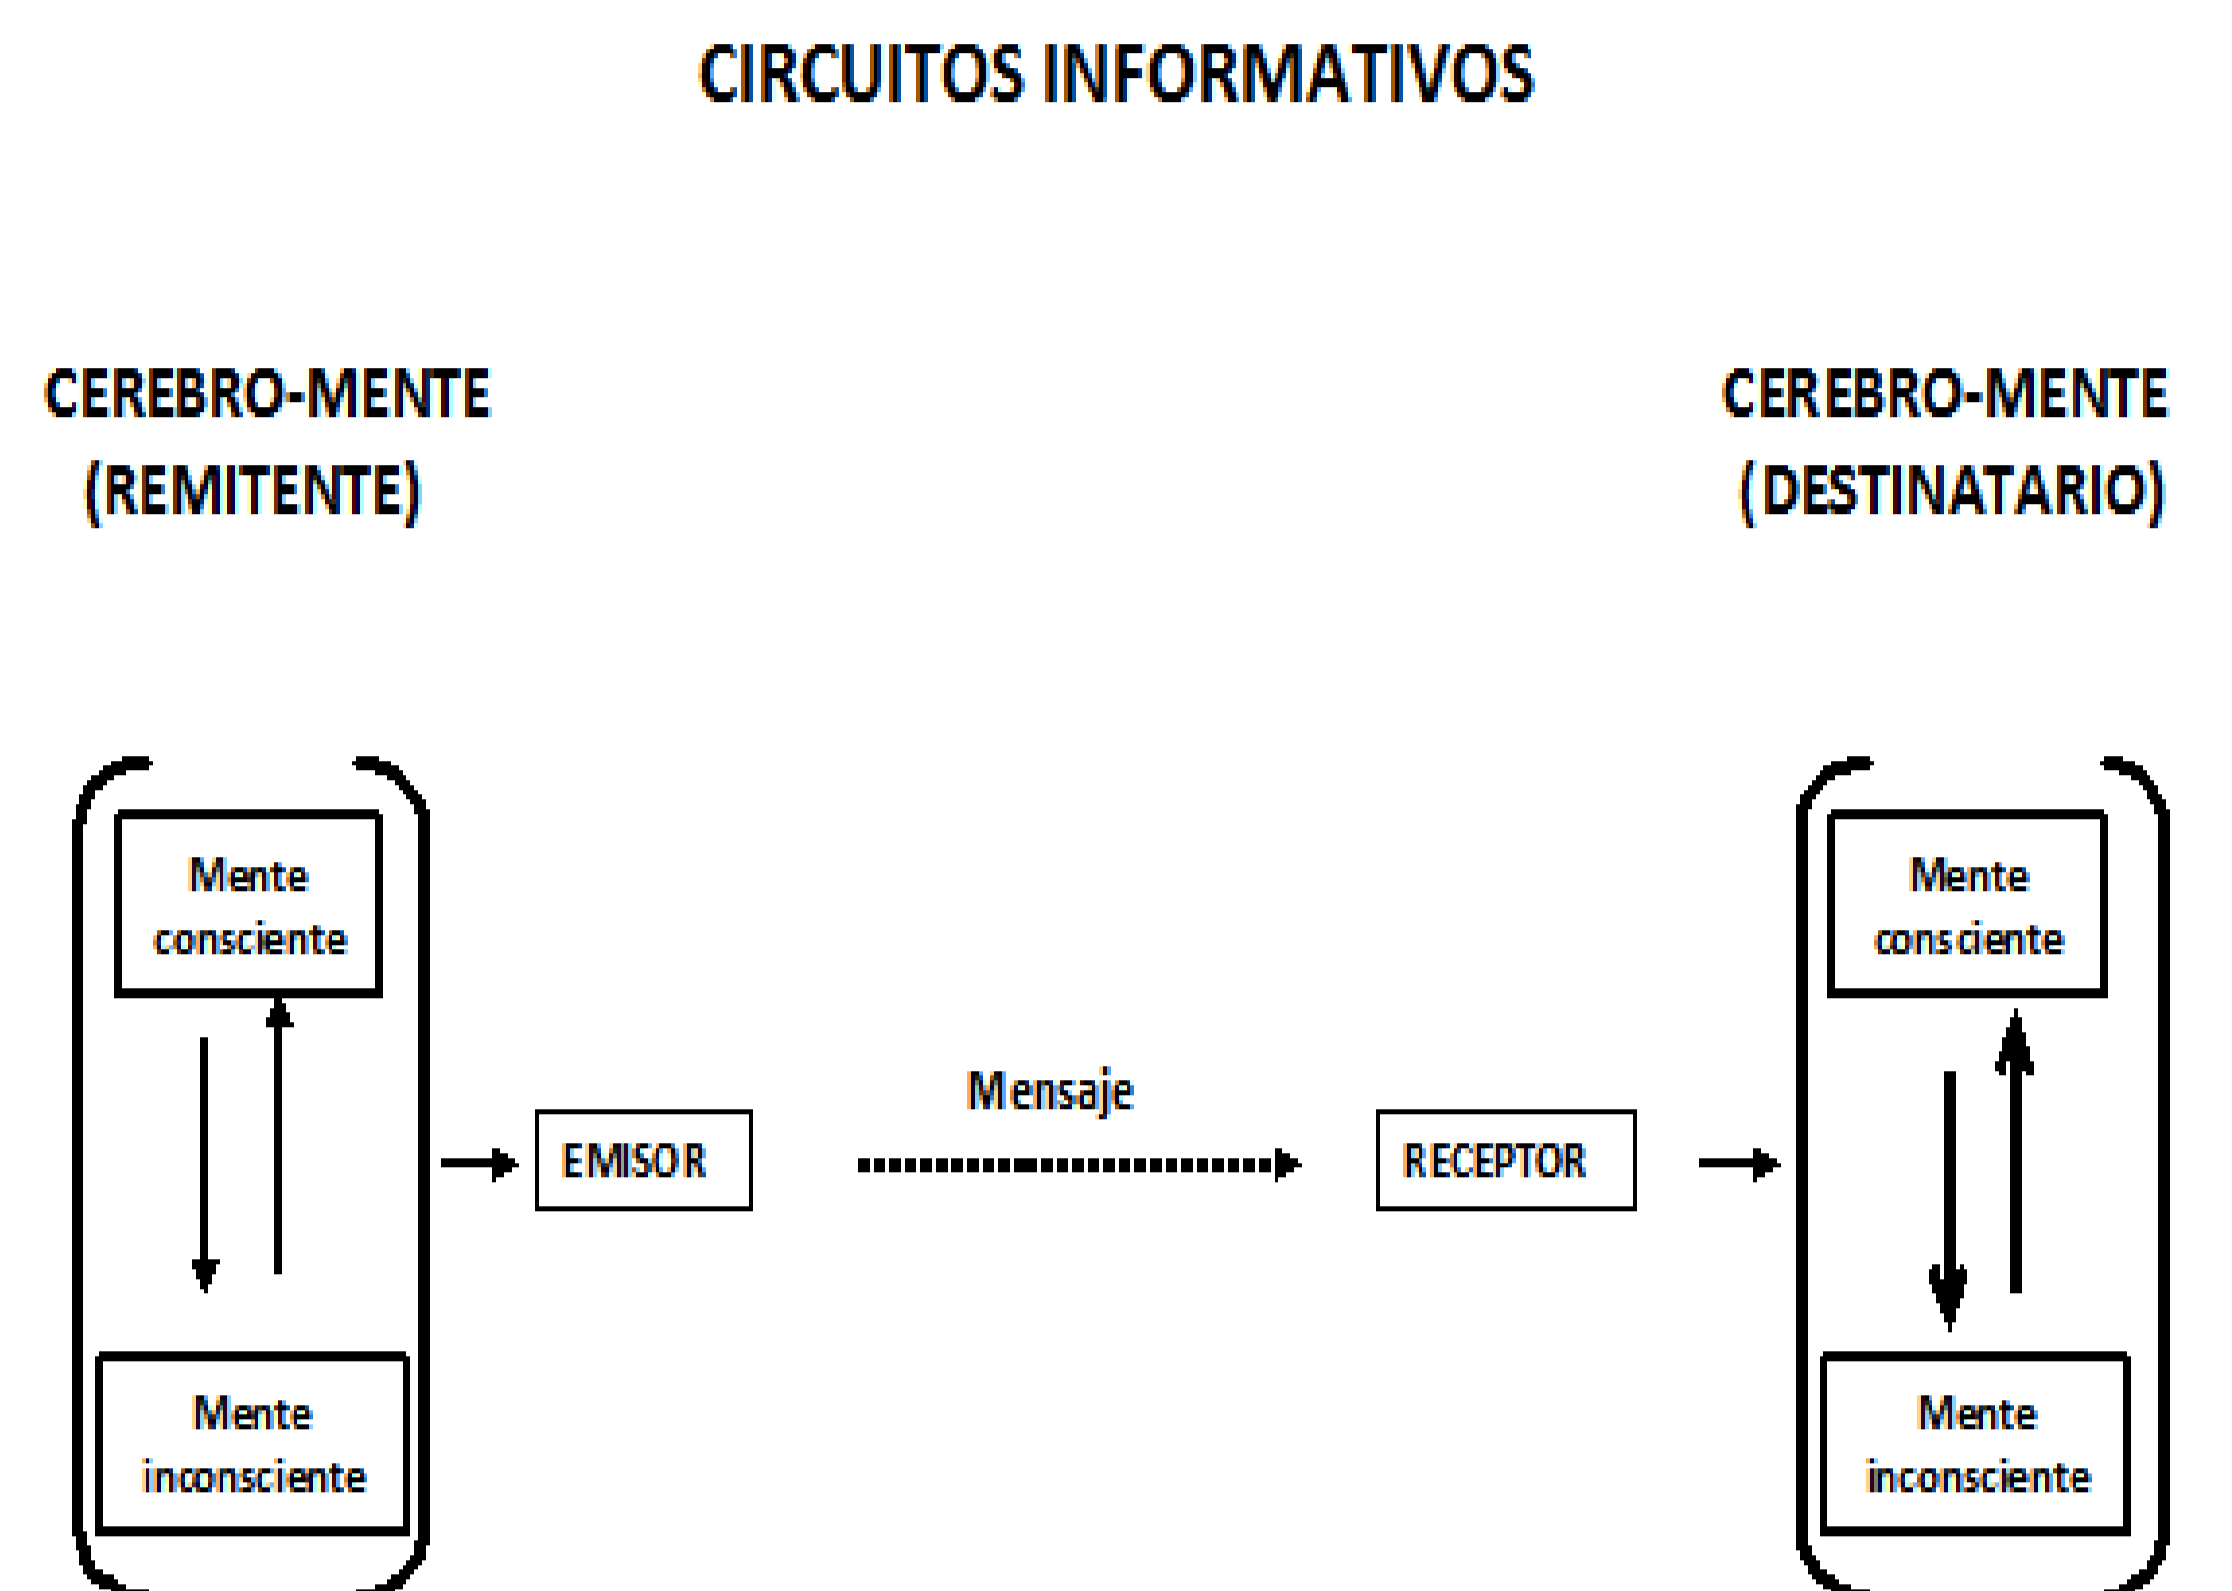 CIRCUITOS INFORMATIVOS
CEREBRO-MENTE
(REMITENTE)
CEREBRO-MENTE
(DESTINATARIO)
Mente
consciente
Mente
consciente
Mensaje
EMISOR
RECEPTOR
Mente
inconsciente
Mente
inconsciente